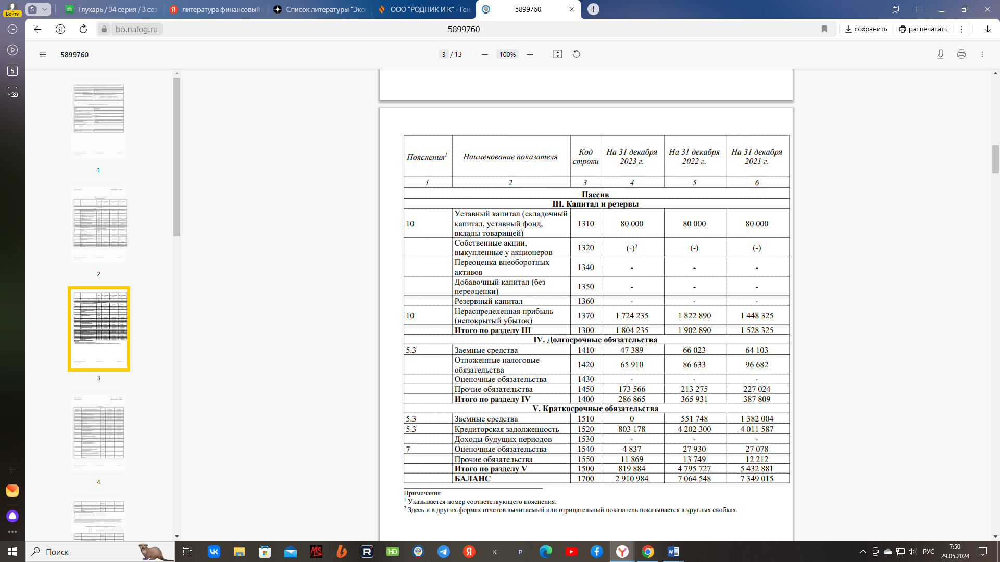 Войти
5
Глухарь / 34 серия / 3 сез
литература финансовый
Список литературы "Экон
ООО "РОДНИК И К" - Ген
5899760
bo.nalog.ru
5899760
сохранить
распечатать
5
5899760
3 / 13
100%
1
2
3
4
Пояснения¹
Наименование показателя
Код строки
На 31 декабря 2023 г.
На 31 декабря 2022 г.
На 31 декабря 2021 г.
1 2 3 4 5 6
Пассив
III. Капитал и резервы
10 Уставный капитал (складочный капитал, уставный фонд, вклады товарищей) 1310 80 000 80 000 80 000
Собственные акции, выкупленные у акционеров 1320 (-)² (-) (-)
Переоценка внеоборотных активов 1340 - - -
Добавочный капитал (без переоценки) 1350 - - -
Резервный капитал 1360 - - -
10 Нераспределенная прибыль (непокрытый убыток) 1370 1 724 235 1 822 890 1 448 325
Итого по разделу III 1300 1 804 235 1 902 890 1 528 325
IV. Долгосрочные обязательства
5.3 Заемные средства 1410 47 389 66 023 64 103
Отложенные налоговые обязательства 1420 65 910 86 633 96 682
Оценочные обязательства 1430 - - -
Прочие обязательства 1450 173 566 213 275 227 024
Итого по разделу IV 1400 286 865 365 931 387 809
V. Краткосрочные обязательства
5.3 Заемные средства 1510 0 551 748 1 382 004
5.3 Кредиторская задолженность 1520 803 178 4 202 300 4 011 587
Доходы будущих периодов 1530 - - -
7 Оценочные обязательства 1540 4 837 27 930 27 078
Прочие обязательства 1550 11 869 13 749 12 212
Итого по разделу V 1500 819 884 4 795 727 5 432 881
БАЛАНС 1700 2 910 984 7 064 548 7 349 015
Примечания
¹ Указывается номер соответствующего пояснения.
² Здесь и в других формах отчетов вычитаемый или отрицательный показатель показывается в круглых скобках.
Поиск
HD
К
Р
РУС
7:50
29.05.2024